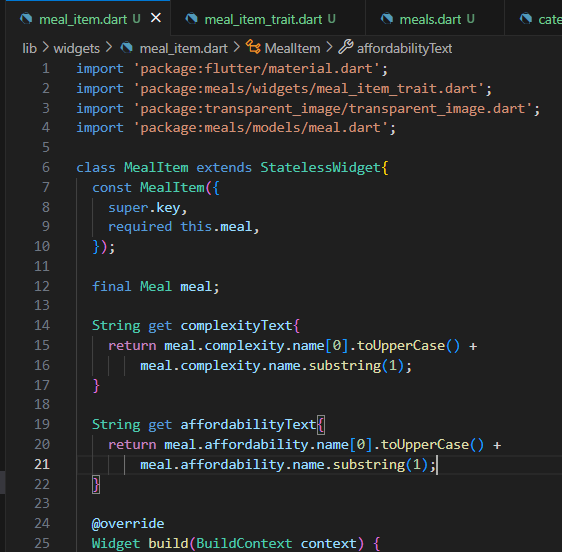 meal_item.dart U
meal_item_trait.dart U
meals.dart U
cate
lib > widgets > meal_item.dart > MealItem > affordabilityText
1 import 'package:flutter/material.dart';
2 import 'package:meals/widgets/meal_item_trait.dart';
3 import 'package:transparent_image/transparent_image.dart';
4 import 'package:meals/models/meal.dart';
5
6 class MealItem extends StatelessWidget{
7   const MealItem({
8     super.key,
9     required this.meal,
10   });
11
12   final Meal meal;
13
14   String get complexityText{
15     return meal.complexity.name[0].toUpperCase() +
16         meal.complexity.name.substring(1);
17   }
18
19   String get affordabilityText{
20     return meal.affordability.name[0].toUpperCase() +
21         meal.affordability.name.substring(1);
22   }
23
24   @override
25   Widget build(BuildContext context) {